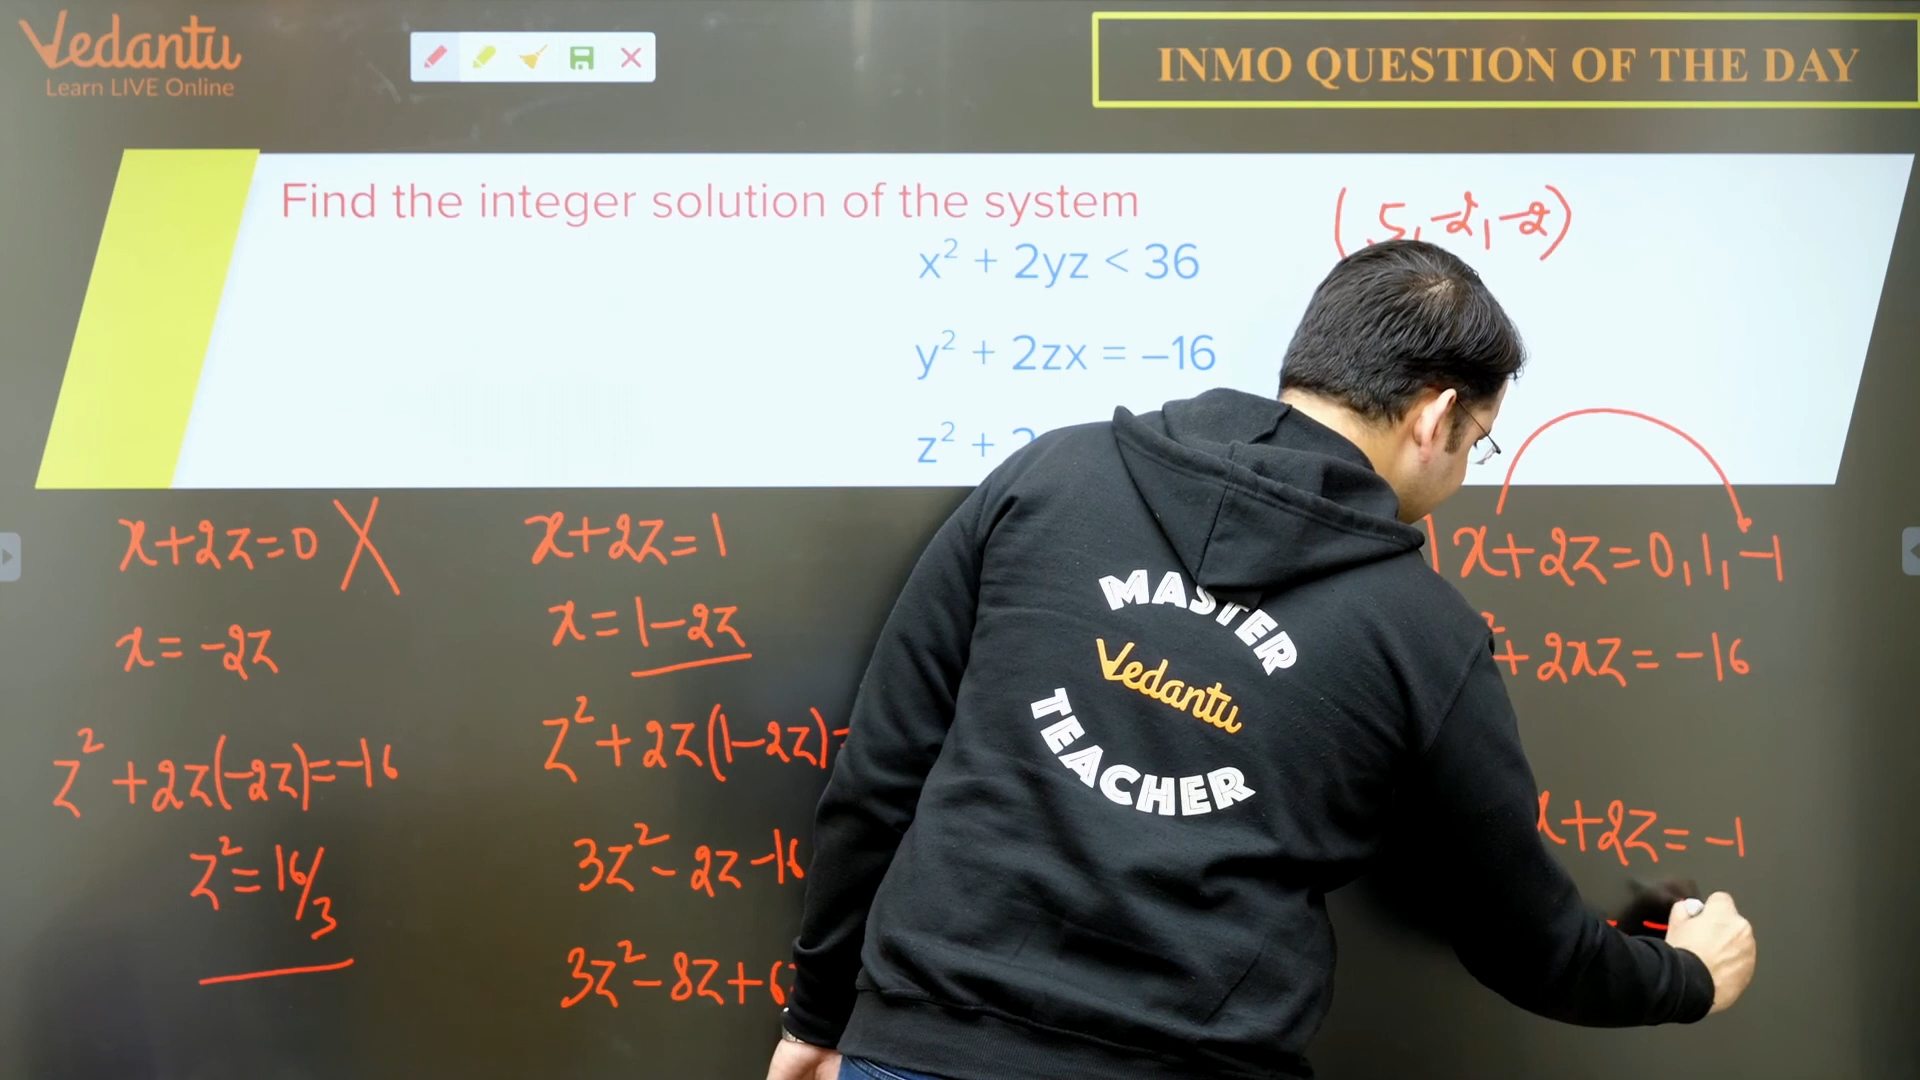 Vedantu
Learn LIVE Online
INMO QUESTION OF THE DAY
Find the integer solution of the system
x² + 2yz < 36
y² + 2zx = –16
z² + 2
(5, -2, -2)
x+2z=0 X
x= -2z
z²+2z(-2z)=-16
z²=16/3
x+2z=1
x=1-2z
z²+2z(1-2z)=
3z²-2z-16
3z²-8z+6z
x+2z=0,1,-1
²+2xz=-16
x+2z=-1
MASTER
Vedantu
TEACHER